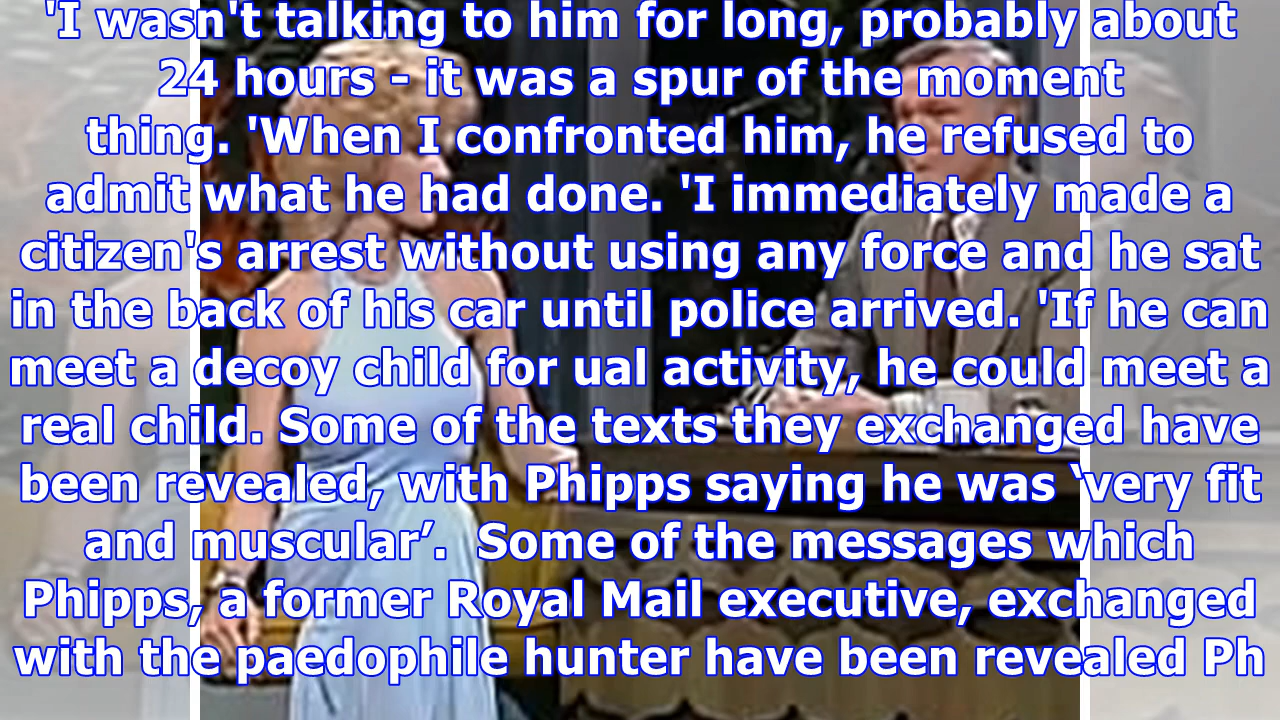 'I wasn't talking to him for long, probably about
24 hours - it was a spur of the moment
thing. 'When I confronted him, he refused to
admit what he had done. 'I immediately made a
citizen's arrest without using any force and he sat
in the back of his car until police arrived. 'If he can
meet a decoy child for ual activity, he could meet a
real child. Some of the texts they exchanged have
been revealed, with Phipps saying he was ‘very fit
and muscular’.  Some of the messages which
Phipps, a former Royal Mail executive, exchanged
with the paedophile hunter have been revealed Ph